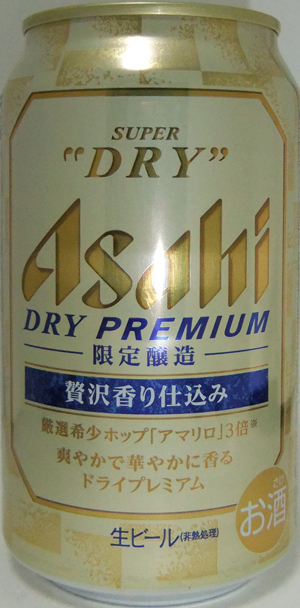 SUPER
"DRY"
Asahi
DRY PREMIUM
限定醸造
贅沢香り仕込み
厳選希少ホップ「アマリロ」3倍※
爽やかで華やかに香る
ドライプレミアム
さけ
お酒
生ビール(非熱処理)